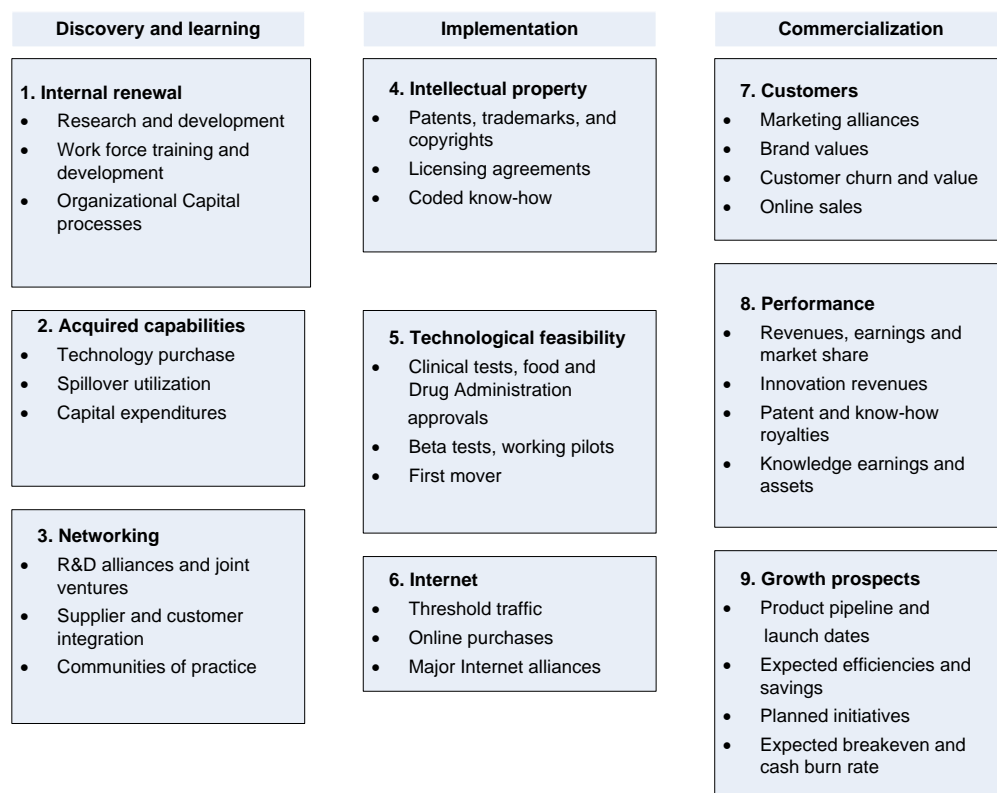 Discovery and learning
1. Internal renewal
• Research and development
• Work force training and
development
• Organizational Capital
processes
2. Acquired capabilities
• Technology purchase
• Spillover utilization
• Capital expenditures
3. Networking
• R&D alliances and joint
ventures
• Supplier and customer
integration
• Communities of practice
Implementation
4. Intellectual property
• Patents, trademarks, and
copyrights
• Licensing agreements
• Coded know-how
5. Technological feasibility
• Clinical tests, food and
Drug Administration
approvals
• Beta tests, working pilots
• First mover
6. Internet
• Threshold traffic
• Online purchases
• Major Internet alliances
Commercialization
7. Customers
• Marketing alliances
• Brand values
• Customer churn and value
• Online sales
8. Performance
• Revenues, earnings and
market share
• Innovation revenues
• Patent and know-how
royalties
• Knowledge earnings and
assets
9. Growth prospects
• Product pipeline and
launch dates
• Expected efficiencies and
savings
• Planned initiatives
• Expected breakeven and
cash burn rate